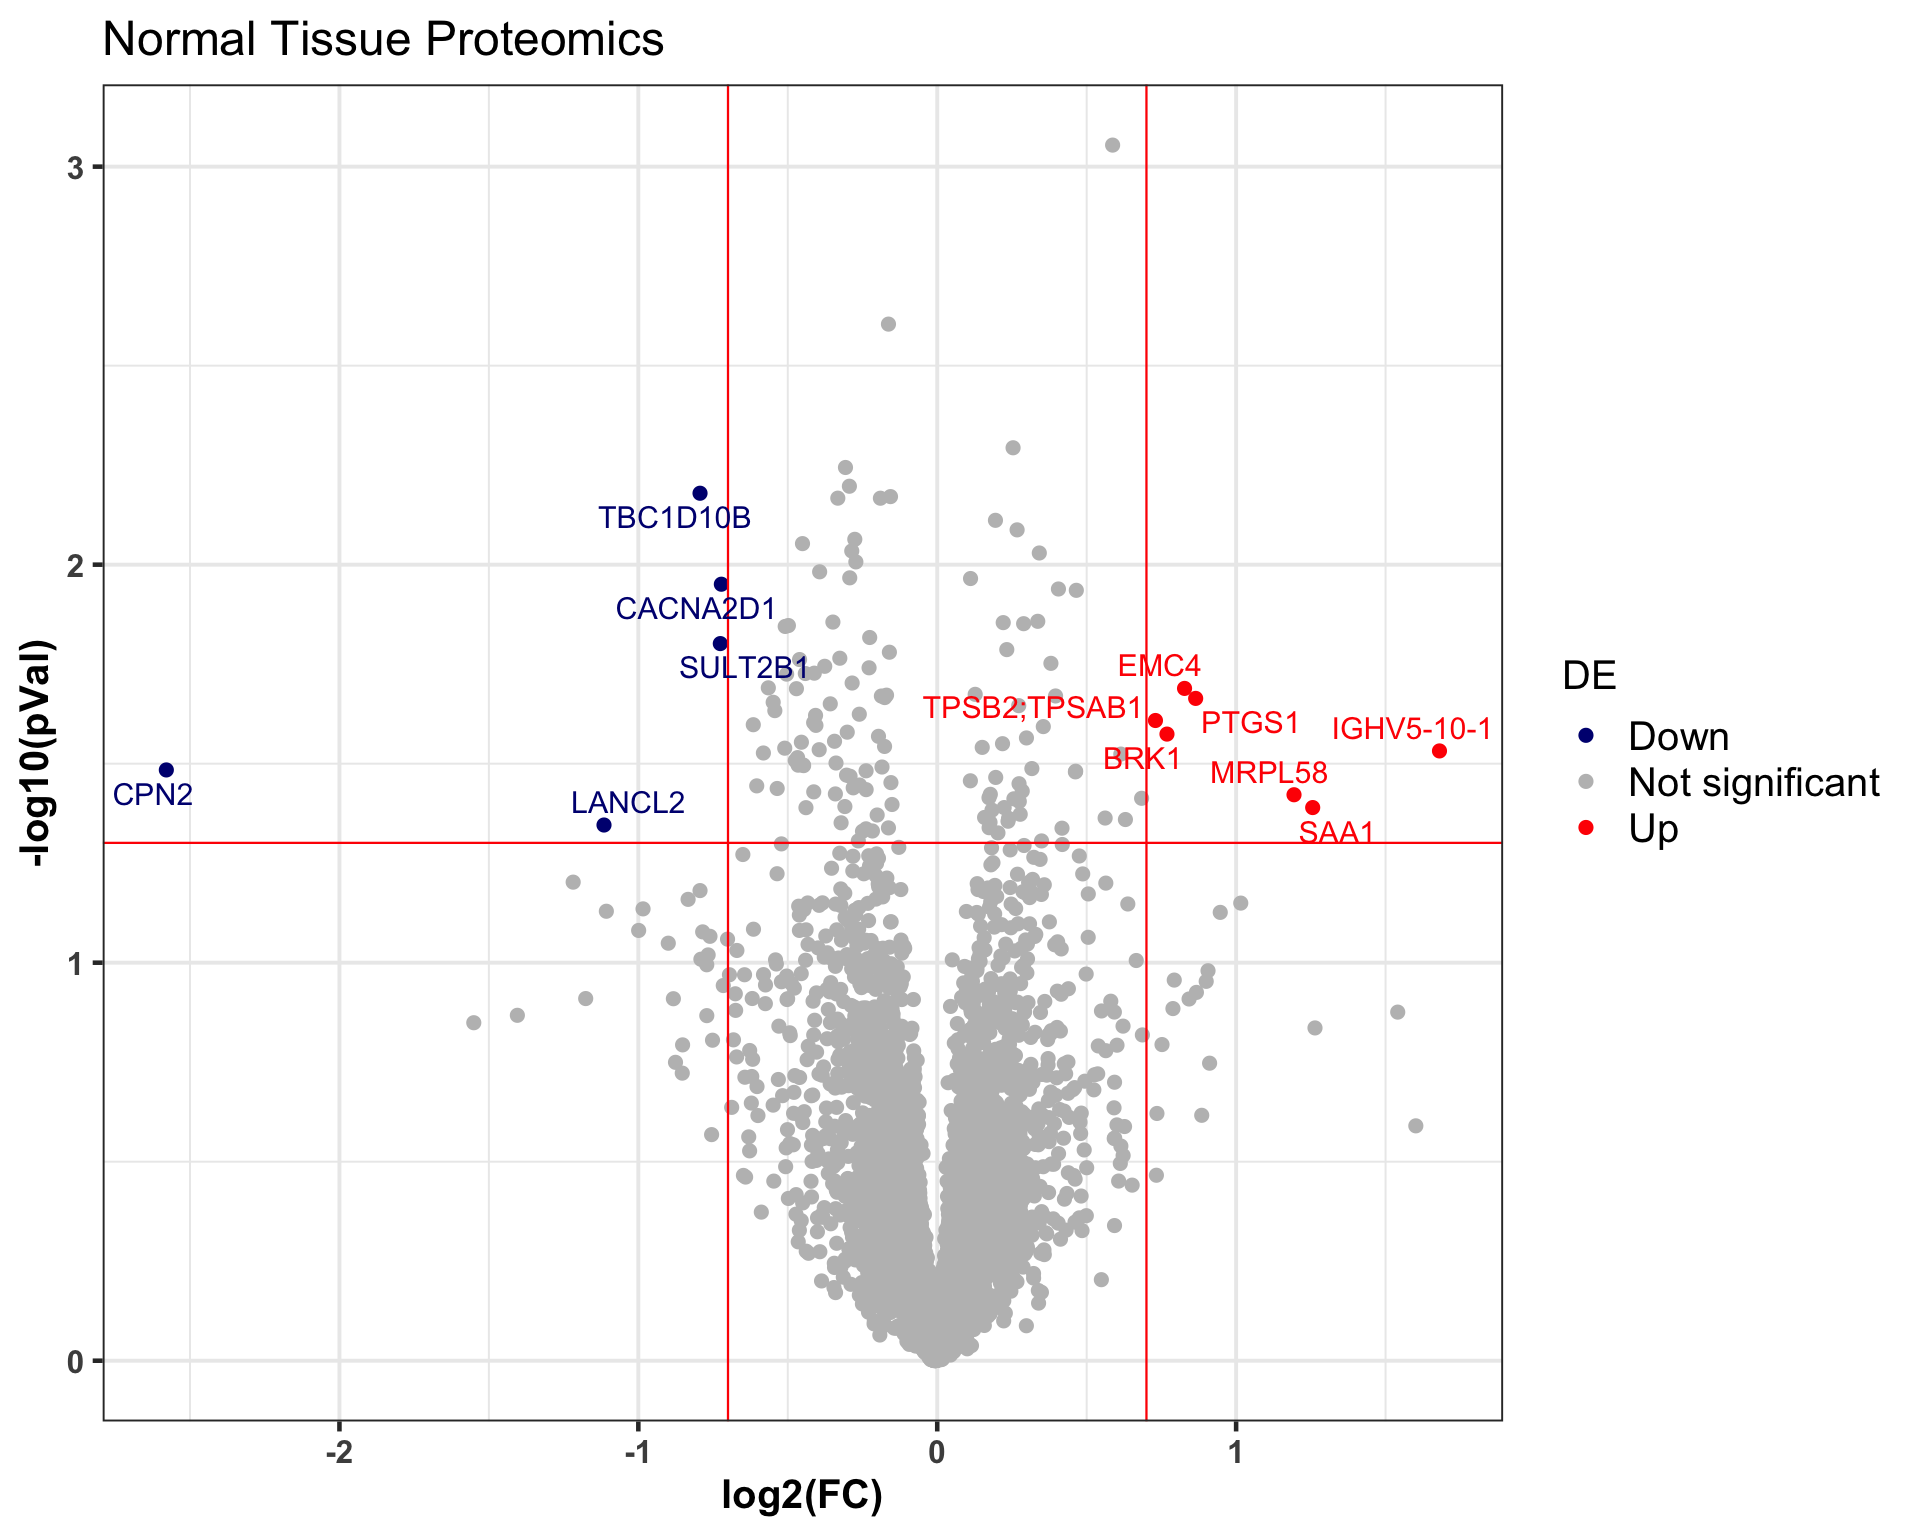 Normal Tissue Proteomics
3
2
1
0
-log10(pVal)
TBC1D10B
CACNA2D1
SULT2B1
CPN2
LANCL2
EMC4
TPSB2;TPSAB1
PTGS1
IGHV5-10-1
BRK1
MRPL58
SAA1
-2
-1
0
1
log2(FC)
DE
Down
Not significant
Up